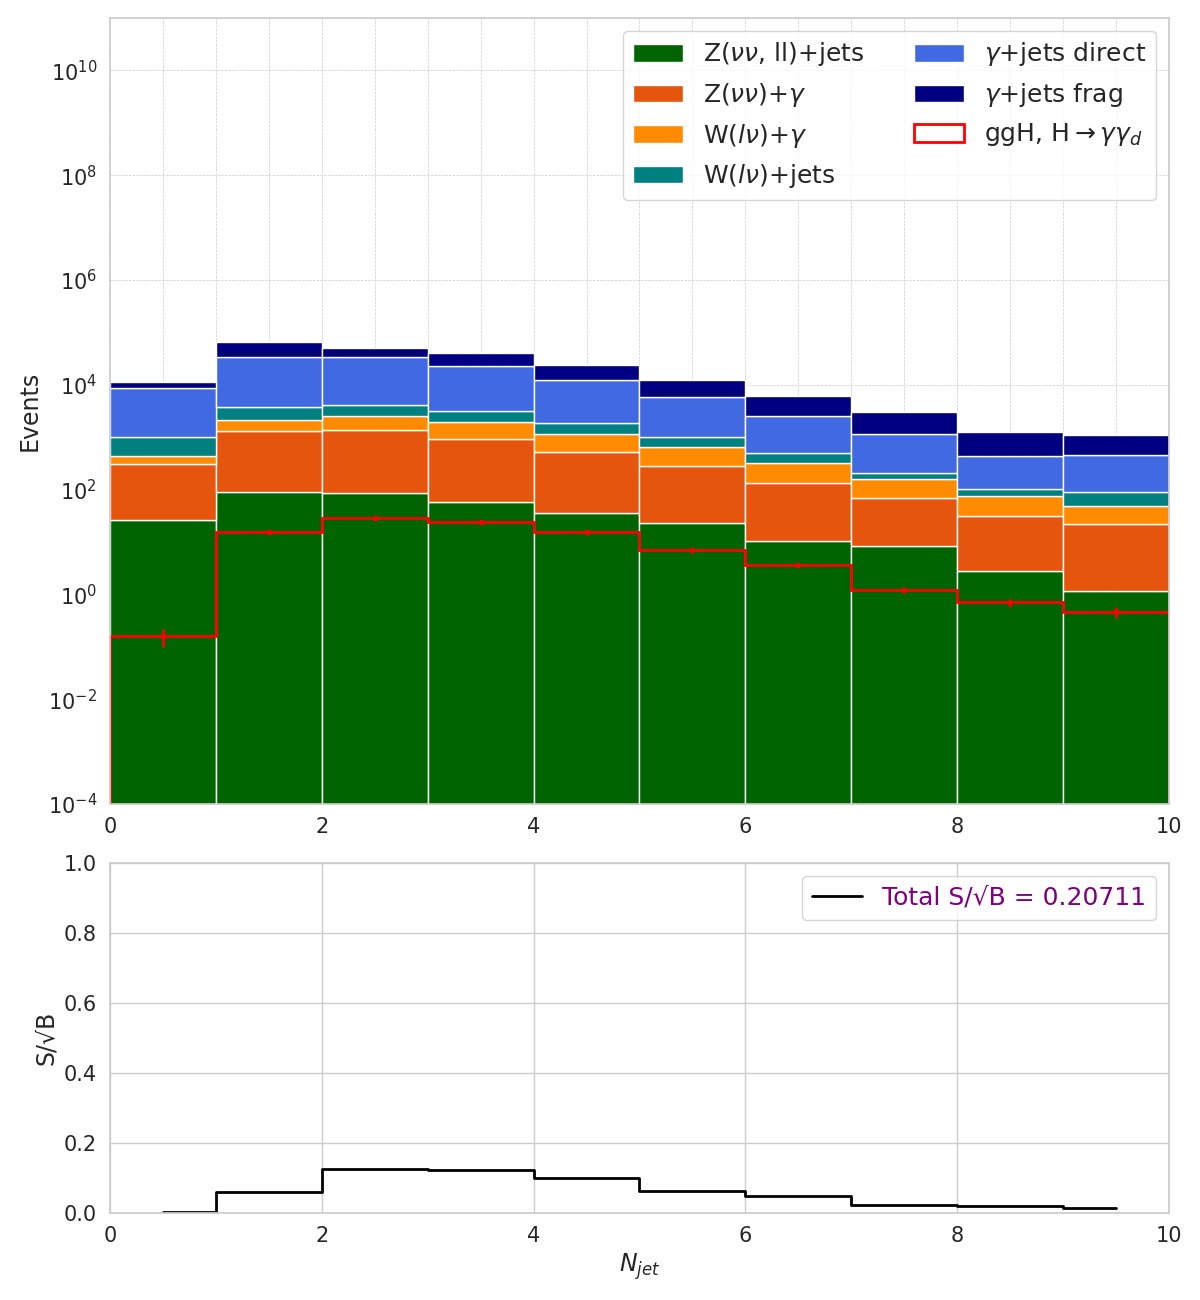 Z(νν, ll)+jets
Z(νν)+γ
W(lν)+γ
W(lν)+jets
γ+jets direct
γ+jets frag
ggH, H→γγ_d
Events
10^10
10^8
10^6
10^4
10^2
10^0
10^−2
10^−4
0 2 4 6 8 10
Total S/√B = 0.20711
S/√B
1.0
0.8
0.6
0.4
0.2
0.0
0 2 4 6 8 10
N_jet